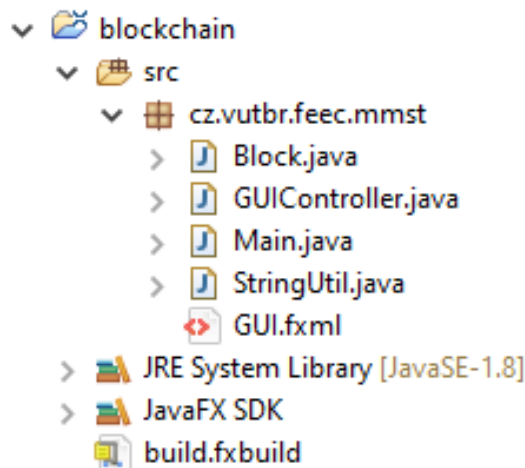 blockchain
src
cz.vutbr.feec.mmst
Block.java
GUIController.java
Main.java
StringUtil.java
GUI.fxml
JRE System Library [JavaSE-1.8]
JavaFX SDK
build.fxbuild